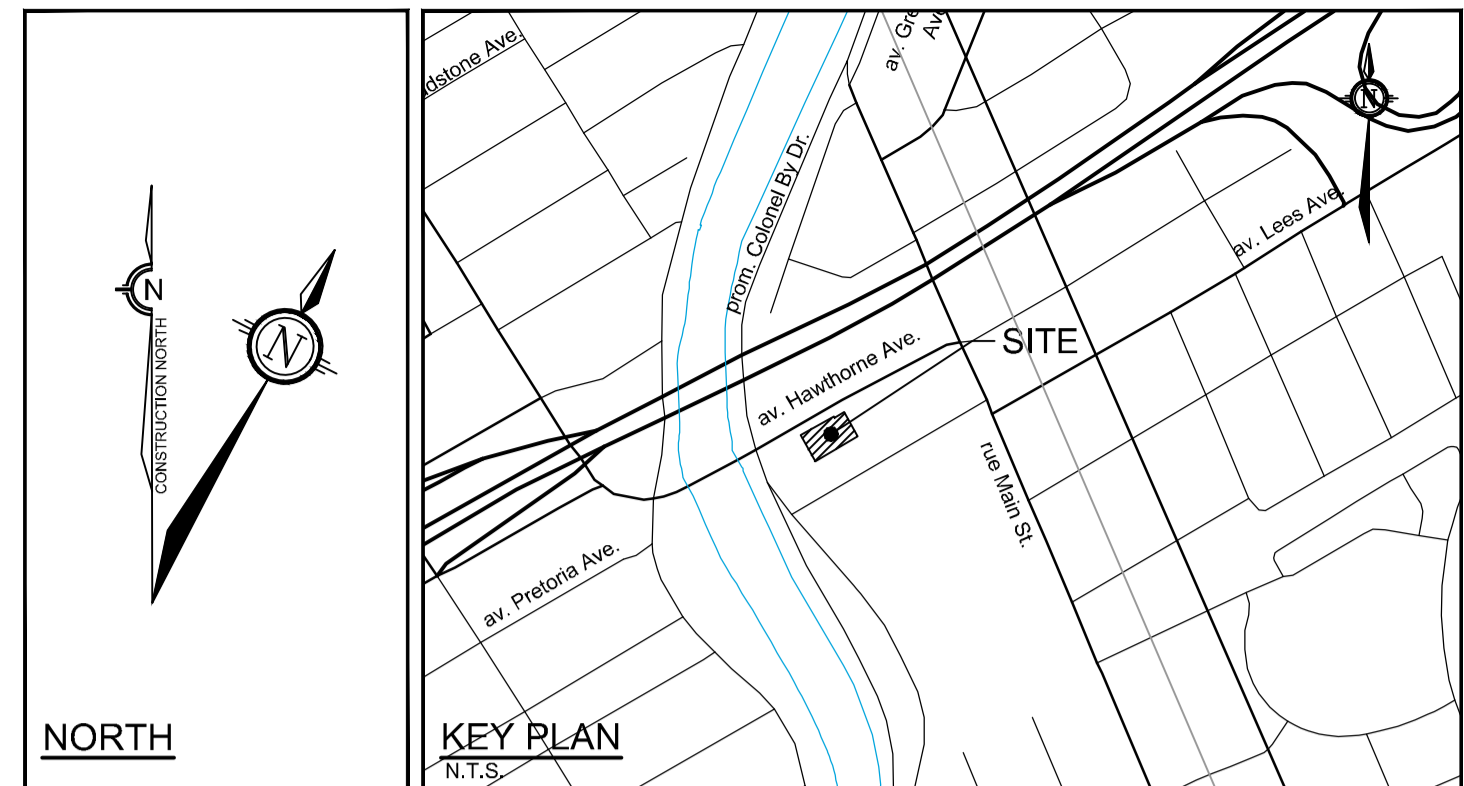 N
CONSTRUCTION NORTH
N
NORTH
dstone Ave.
av. Gre
Ave
N
prom. Colonel By Dr.
av. Lees Ave.
SITE
av. Hawthorne Ave.
rue Main St.
av. Pretoria Ave.
KEY PLAN
N.T.S.